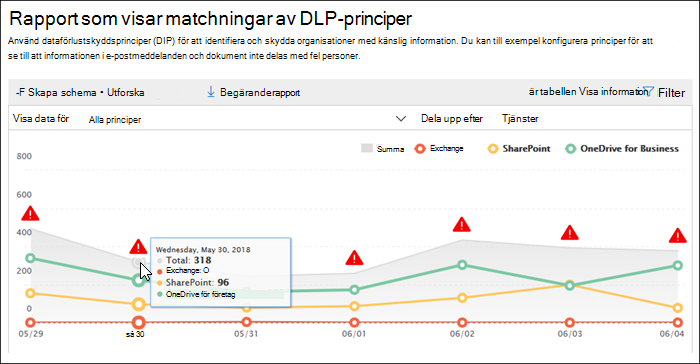 Rapport som visar matchningar av DLP-principer
Använd dataförlustskyddsprinciper (DIP) för att identifiera och skydda organisationer med känslig information. Du kan till exempel konfigurera principer för att
se till att informationen i e-postmeddelanden och dokument inte delas med fel personer.
-F Skapa schema • Utforska Begäranderapport är tabellen Visa information Filter
Visa data för Alla principer Dela upp efter Tjänster
Summa Exchange SharePoint OneDrive for Business
800
600
400
200
0
Wednesday, May 30, 2018
Total: 318
Exchange: O
SharePoint: 96
OneDrive för företag
05/29 så 30 05/31 06/01 06/02 06/03 06/04